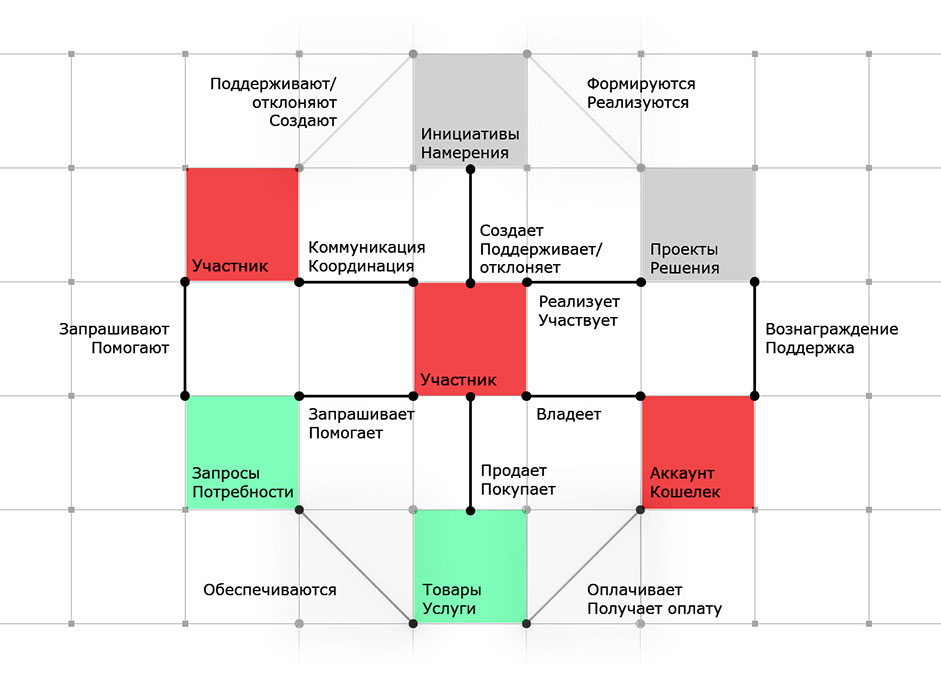 Поддерживают/
отклоняют
Создают
Формируются
Реализуются
Инициативы
Намерения
Участник
Коммуникация
Координация
Создает
Поддерживает/
отклоняет
Проекты
Решения
Реализует
Участвует
Запрашивают
Помогают
Вознаграждение
Поддержка
Участник
Запрашивает
Помогает
Владеет
Запросы
Потребности
Продает
Покупает
Аккаунт
Кошелек
Обеспечиваются
Товары
Услуги
Оплачивает
Получает оплату